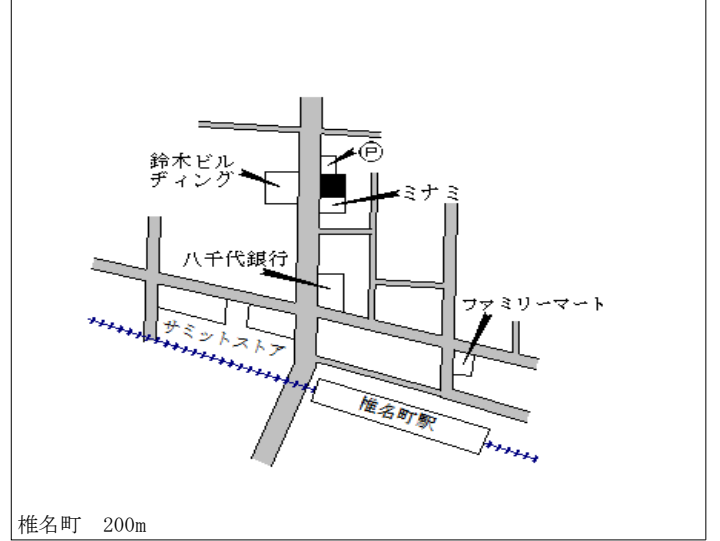 Ⓟ
鈴木ビル
ヂィング
ミナミ
八千代銀行
ファミリーマート
サミットストア
椎名町駅
椎名町　200m